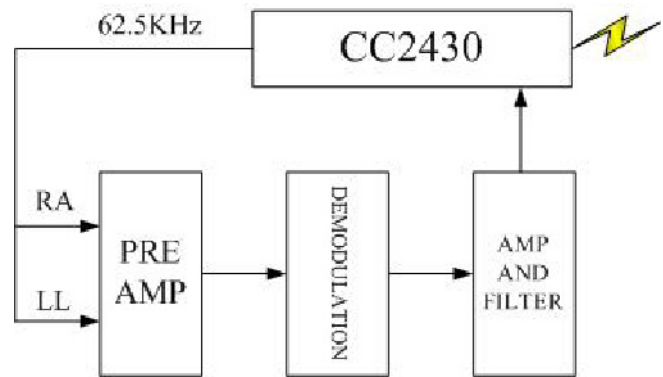 62.5KHz
CC2430
RA
LL
PRE
AMP
DEMODULATION
AMP
AND
FILTER